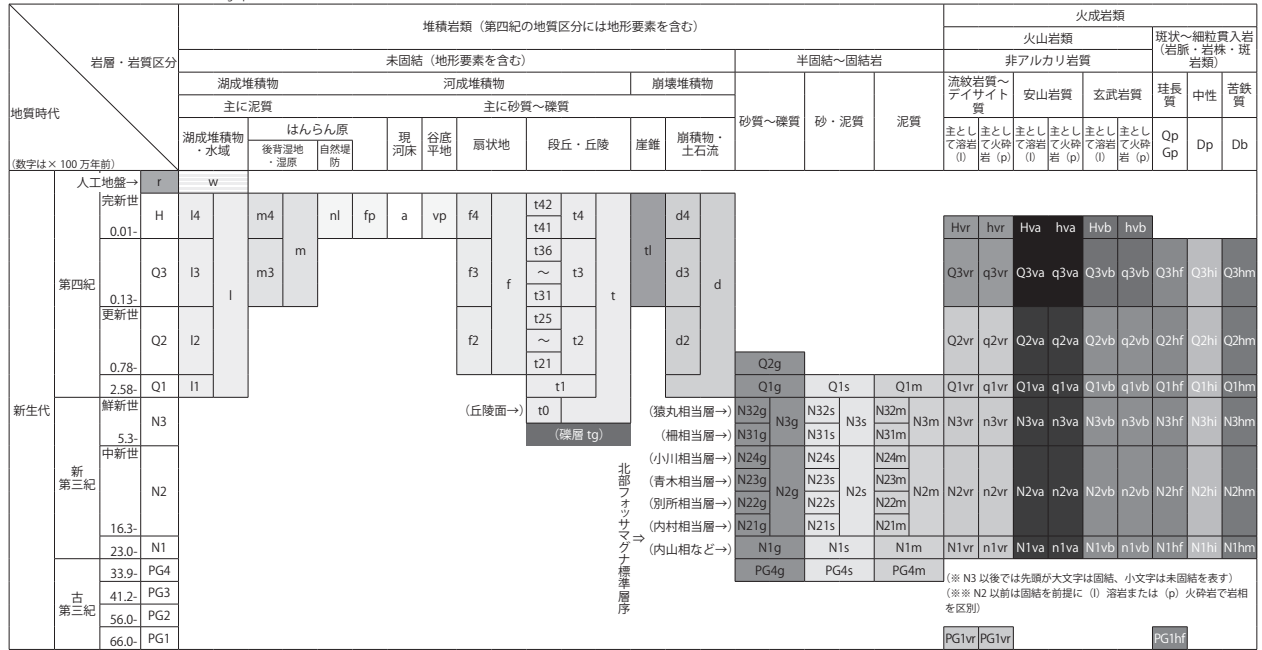 堆積岩類（第四紀の地質区分には地形要素を含む）
火成岩類
火山岩類
斑状～細粒貫入岩
（岩脈・岩株・斑
岩類）
岩層・岩質区分
未固結（地形要素を含む）
半固結～固結岩
非アルカリ岩質
湖成堆積物
河成堆積物
崩壊堆積物
流紋岩質～
デイサイト
質
安山岩質
玄武岩質
珪長
質
中性
苦鉄
質
地質時代
主に泥質
主に砂質～礫質
砂質～礫質
砂・泥質
泥質
湖成堆積物
・水域
はんらん原
後背湿地
・湿原
自然堤
防
現
河床
谷底
平地
扇状地
段丘・丘陵
崖錐
崩積物・
土石流
主とし
て溶岩
（l）
主とし
て火砕
岩（p）
主とし
て溶岩
（l）
主とし
て火砕
岩（p）
主とし
て溶岩
（l）
主とし
て火砕
岩（p）
Qp
Gp
Dp
Db
（数字は× 100 万年前）
人工地盤→ r w
完新世
0.01-
H l4 m4 nl fp a vp f4 t42 t4 d4
t41
Hvr hvr Hva hva Hvb hvb
m tl
第四紀
Q3 l3 m3 f3 t36 t3 d3
～
t31
l f t d
Q3vr q3vr Q3va q3va Q3vb q3vb Q3hf Q3hi Q3hm
0.13-
更新世
Q2 l2 f2 t25 t2 d2
～
t21
Q2vr q2vr Q2va q2va Q2vb q2vb Q2hf Q2hi Q2hm
0.78-
Q2g
2.58- Q1 l1 t1 Q1g Q1s Q1m Q1vr q1vr Q1va q1va Q1vb q1vb Q1hf Q1hi Q1hm
新生代
鮮新世
5.3-
N3
（丘陵面→） t0
（礫層 tg）
（猿丸相当層→） N32g N3g N32s N3s N32m N3m
（柵相当層→） N31g N31s N31m
N3vr n3vr N3va n3va N3vb n3vb N3hf N3hi N3hm
新
第三紀
中新世
16.3-
N2
（小川相当層→） N24g N24s N24m
（青木相当層→） N23g N23s N23m
N2g N2s N2m
（別所相当層→） N22g N22s N22m
（内村相当層→） N21g N21s N21m
N2vr n2vr N2va n2va N2vb n2vb N2hf N2hi N2hm
北部フォッサマグナ標準層序
⇒
23.0- N1 （内山相など→） N1g N1s N1m N1vr n1vr N1va n1va N1vb n1vb N1hf N1hi N1hm
古
第三紀
33.9- PG4 PG4g PG4s PG4m
41.2- PG3
56.0- PG2
66.0- PG1
（※ N3 以後では先頭が大文字は固結、小文字は未固結を表す）
（※※ N2 以前は固結を前提に（l）溶岩または（p）火砕岩で岩相
を区別）
PG1vr PG1vr PG1hf